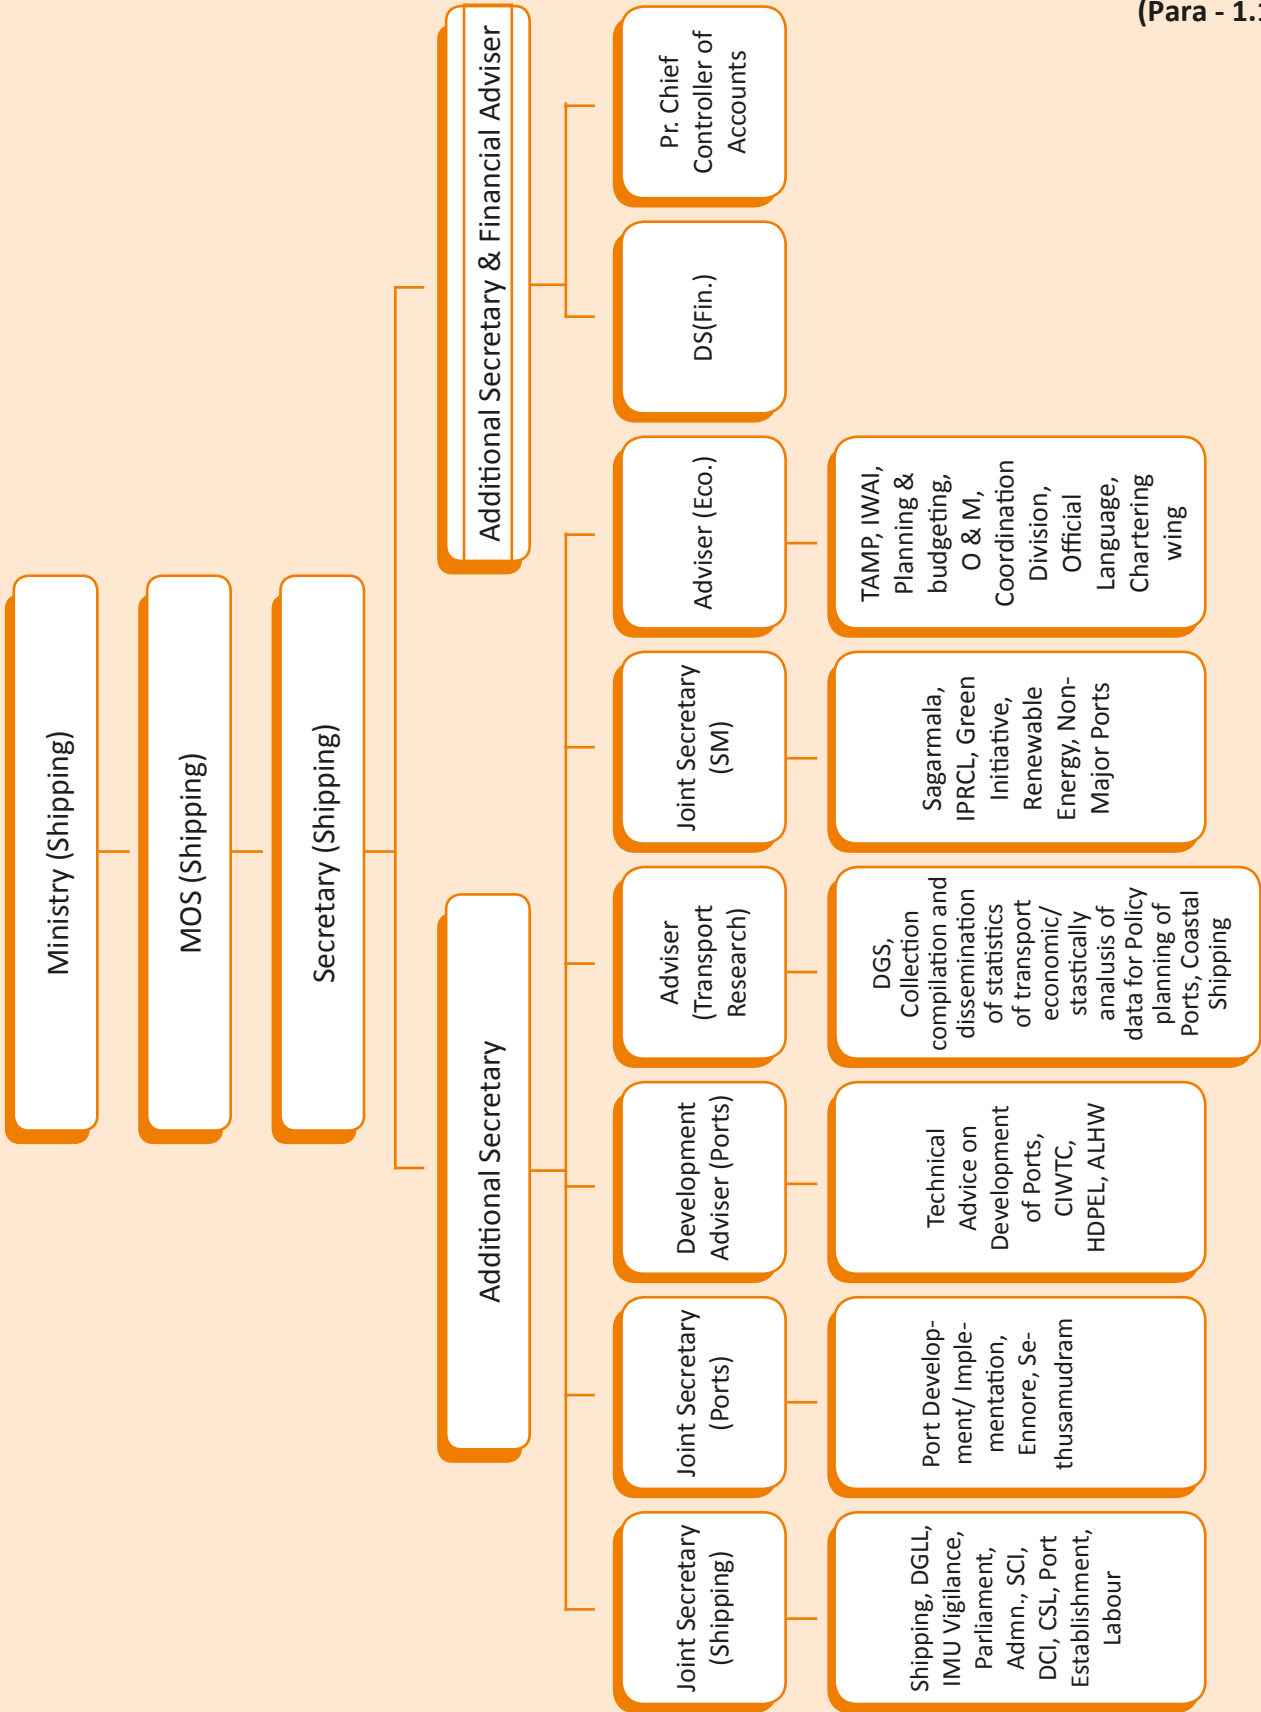 (Para - 1.1
Ministry (Shipping)
MOS (Shipping)
Secretary (Shipping)
Additional Secretary
Additional Secretary & Financial Adviser
Joint Secretary
(Shipping)
Joint Secretary
(Ports)
Development
Adviser (Ports)
Adviser
(Transport
Research)
Joint Secretary
(SM)
Adviser (Eco.)
DS(Fin.)
Pr. Chief
Controller of
Accounts
Shipping, DGLL,
IMU Vigilance,
Parliament,
Admn., SCI,
DCI, CSL, Port
Establishment,
Labour
Port Develop-
ment/ Imple-
mentation,
Ennore, Se-
thusamudram
Technical
Advice on
Development
of Ports,
CIWTC,
HDPEL, ALHW
DGS,
Collection
compilation and
dissemination
of statistics
of transport
economic/
stastically
analusis of
data for Policy
planning of
Ports, Coastal
Shipping
Sagarmala,
IPRCL, Green
Initiative,
Renewable
Energy, Non-
Major Ports
TAMP, IWAI,
Planning &
budgeting,
O & M,
Coordination
Division,
Official
Language,
Chartering
wing